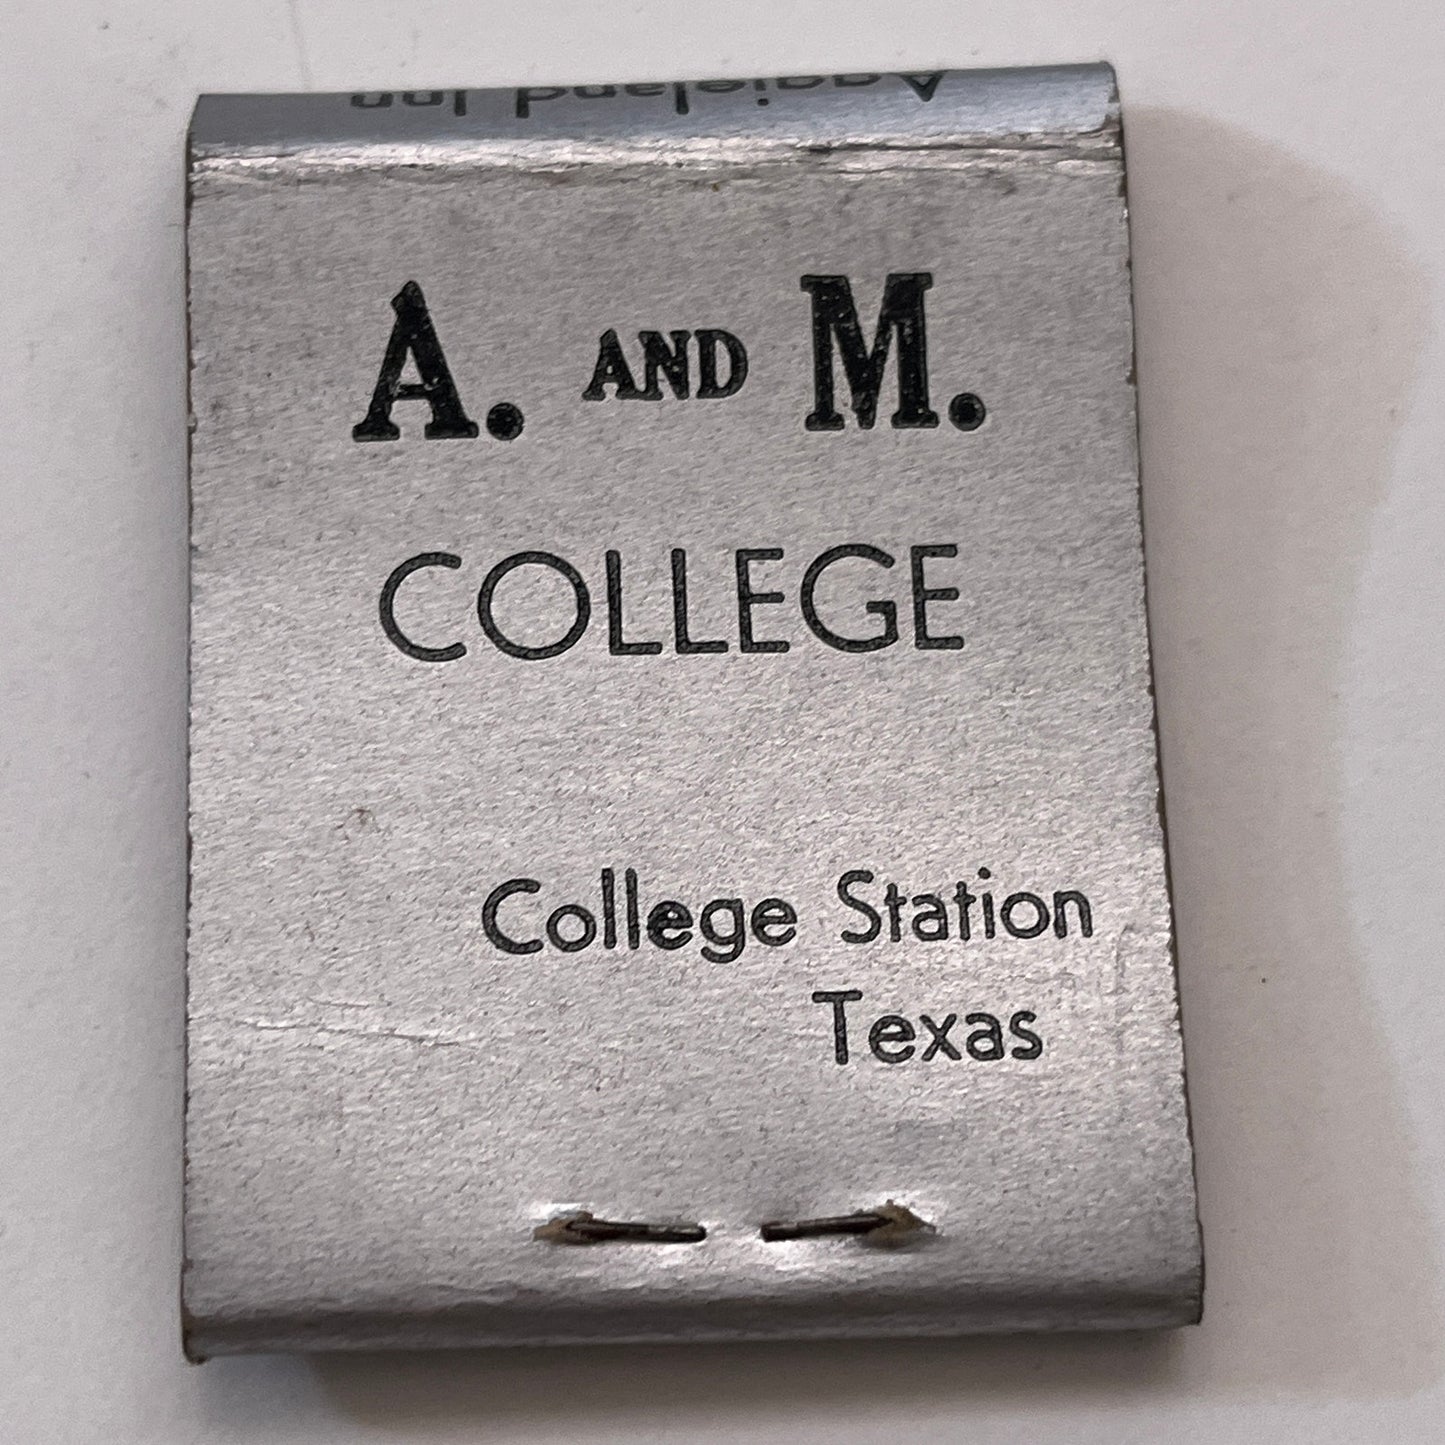 Aggieland Inn
A. AND M.
COLLEGE
College Station
Texas